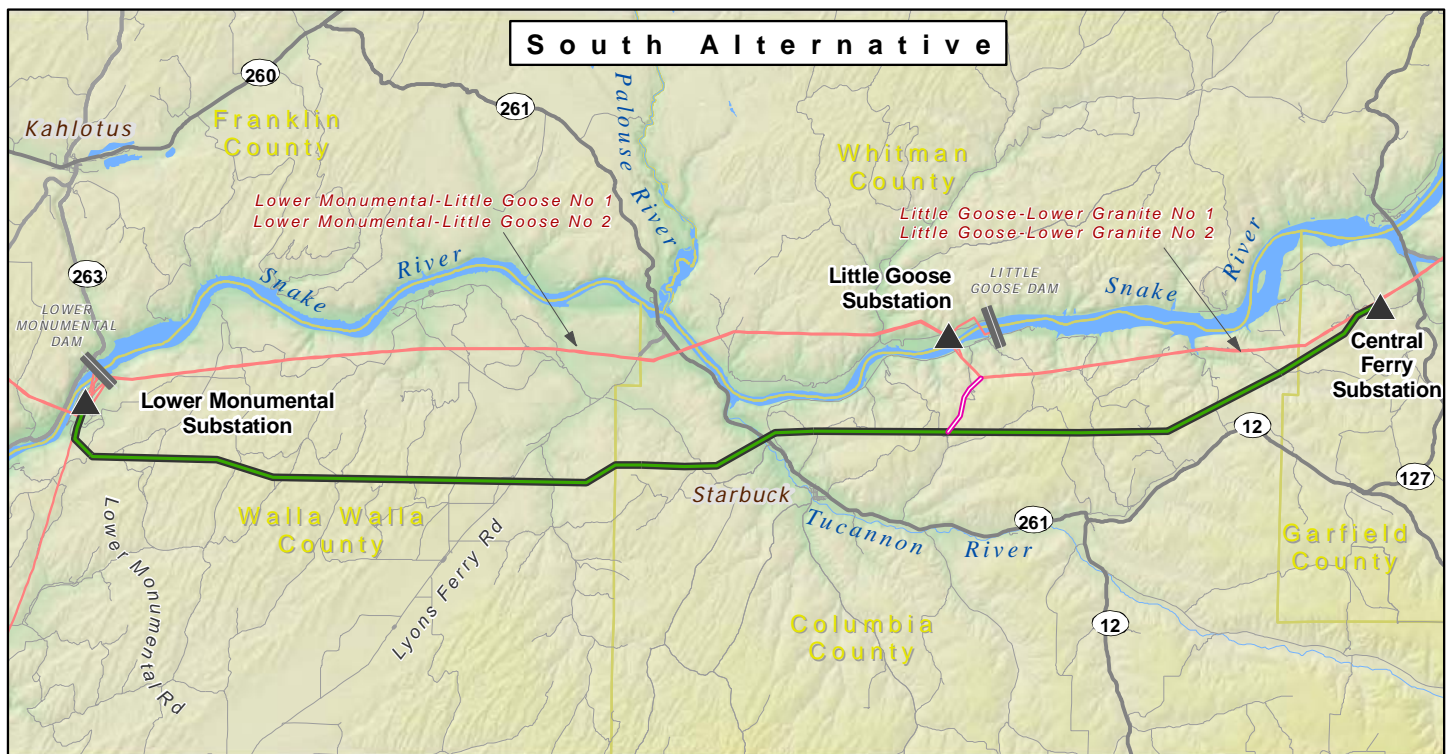 South Alternative
260
Kahlotus
Franklin
County
261
Palouse River
Whitman
County
Lower Monumental-Little Goose No 1
Lower Monumental-Little Goose No 2
Little Goose-Lower Granite No 1
Little Goose-Lower Granite No 2
263
Snake River
Little Goose
Substation
LITTLE
GOOSE DAM
Snake River
LOWER
MONUMENTAL
DAM
Central
Ferry
Substation
Lower Monumental
Substation
12
127
Starbuck
Lower Monumental Rd
Walla Walla
County
Lyons Ferry Rd
Tucannon River
261
Garfield
County
Columbia
County
12